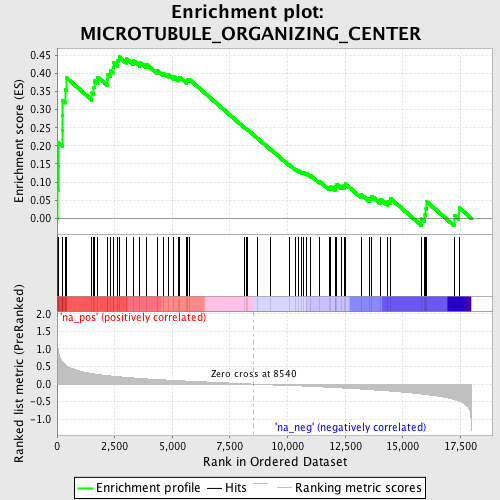 Enrichment plot:
MICROTUBULE_ORGANIZING_CENTER
Enrichment score (ES)
0.45
0.40
0.35
0.30
0.25
0.20
0.15
0.10
0.05
0.00
'na_pos' (positively correlated)
Ranked list metric (PreRanked)
2.0
1.5
1.0
0.5
0.0
-0.5
-1.0
Zero cross at 8540
'na_neg' (negatively correlated)
0 2,500 5,000 7,500 10,000 12,500 15,000 17,500
Rank in Ordered Dataset
Enrichment profile Hits Ranking metric scores